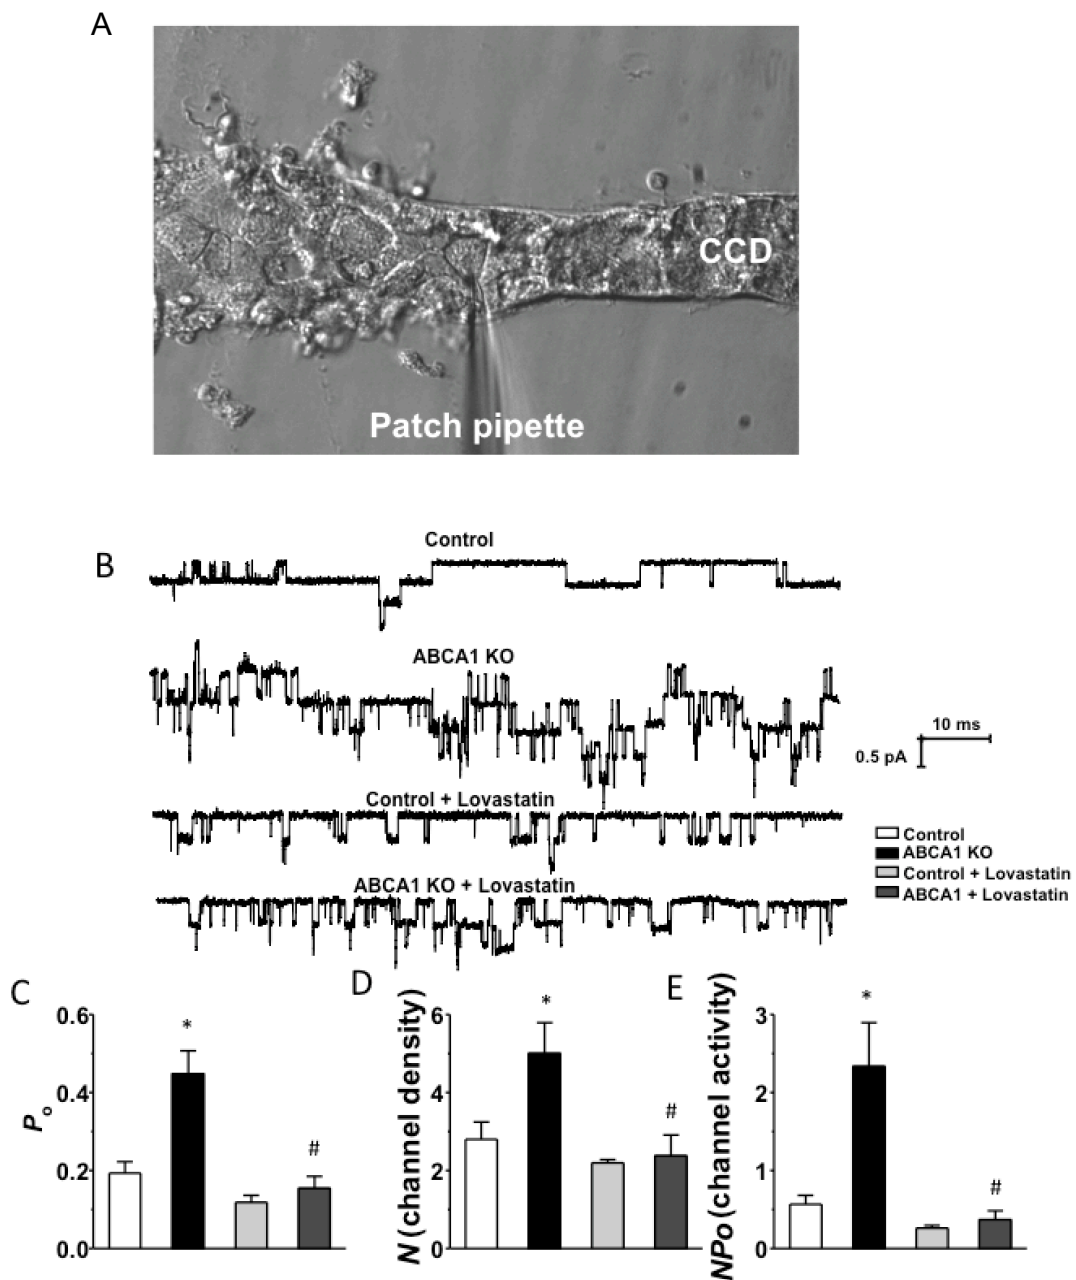 A
CCD
Patch pipette
B
Control
ABCA1 KO
10 ms
0.5 pA
Control + Lovastatin
ABCA1 KO + Lovastatin
Control
ABCA1 KO
Control + Lovastatin
ABCA1 + Lovastatin
C
Po
0.6
0.4
0.2
0.0
*
#
D
N (channel density)
6
4
2
0
*
#
E
NPo (channel activity)
3
2
1
0
*
#